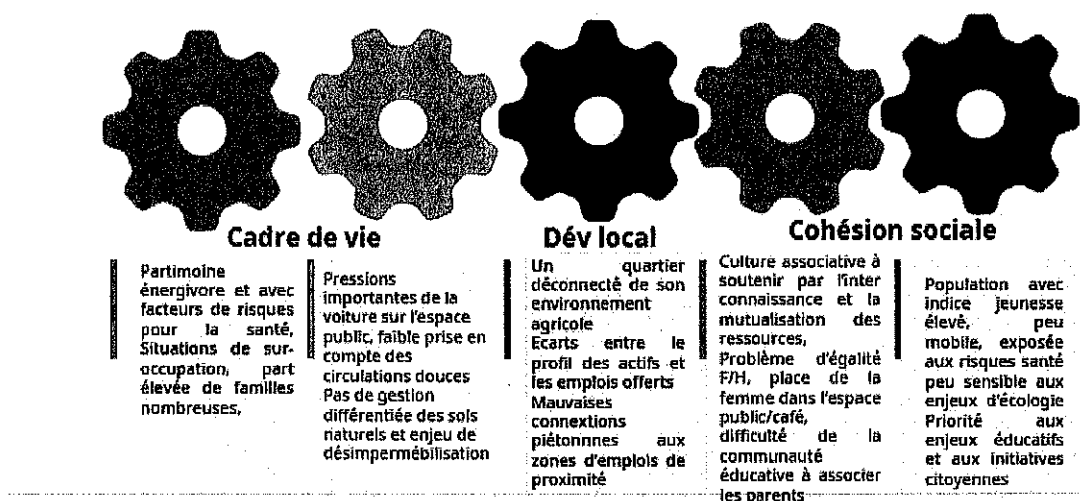 Cadre de vie
Dév local
Cohésion sociale
Partimoine
énergivore et avec
facteurs de risques
pour la santé,
Situations de sur-
occupation, part
élevée de familles
nombreuses,
Pressions
importantes de la
voiture sur l'espace
public, faible prise en
compte des
circulations douces
Pas de gestion
différentiée des sols
naturels et enjeu de
désimpermébilisation
Un quartier
déconnecté de son
environnement
agricole
Ecarts entre le
profil des actifs et
les emplois offerts
Mauvaises
connextions
piétonnnes aux
zones d'emplois de
proximité
Culture associative à
soutenir par l'inter
connaissance et la
mutualisation des
ressources,
Problème d'égalité
F/H, place de la
femme dans l'espace
public/café,
difficulté de la
communauté
éducative à associer
les parents
Population avec
indice jeunesse
élevé, peu
mobile, exposée
aux risques santé
peu sensible aux
enjeux d'écologie
Priorité aux
enjeux éducatifs
et aux initiatives
citoyennes